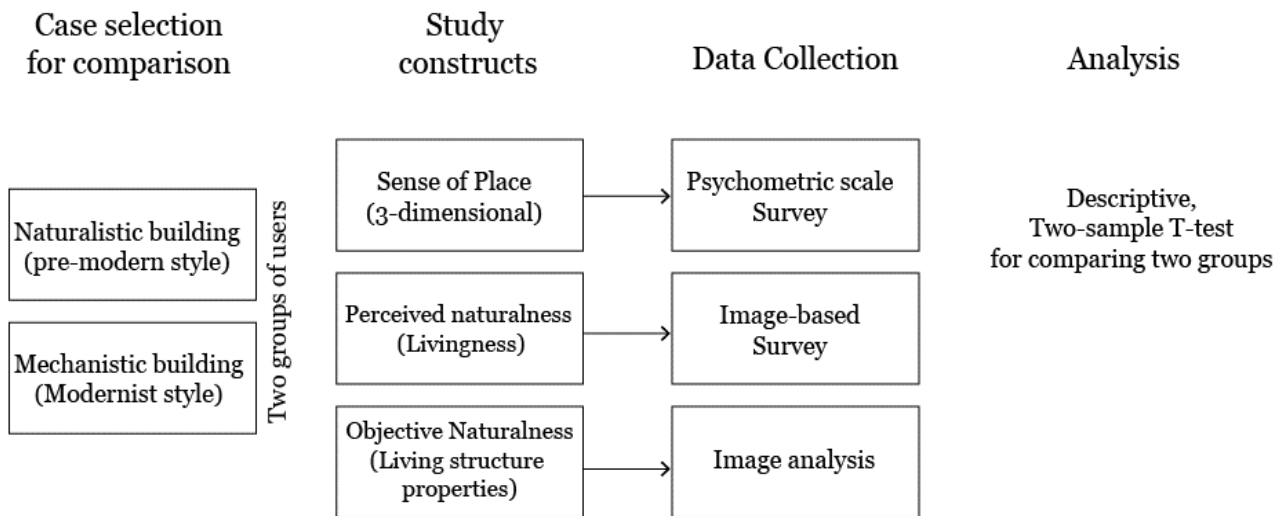 Case selection
for comparison
Study
constructs
Data Collection
Analysis
Naturalistic building
(pre-modern style)
Mechanistic building
(Modernist style)
Two groups of users
Sense of Place
(3-dimensional)
Perceived naturalness
(Livingness)
Objective Naturalness
(Living structure
properties)
Psychometric scale
Survey
Image-based
Survey
Image analysis
Descriptive,
Two-sample T-test
for comparing two groups